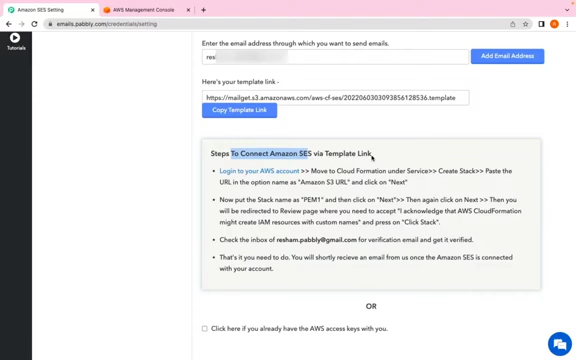 Amazon SES Setting
AWS Management Console
emails.pabbly.com/credentials/setting
Tutorials
Enter the email address through which you want to send emails.
res
Add Email Address
Here's your template link -
https://mailget.s3.amazonaws.com/aws-cf-ses/2022060303093856128536.template
Copy Template Link
Steps To Connect Amazon SES via Template Link
Login to your AWS account >> Move to Cloud Formation under Service>> Create Stack>> Paste the
URL in the option name as "Amazon S3 URL" and click on "Next"
Now put the Stack name as "PEM1" and then click on "Next">> Then again click on Next >> Then you
will be redirected to Review page where you need to accept "I acknowledge that AWS CloudFormation
might create IAM resources with custom names" and press on "Click Stack".
Check the inbox of resham.pabbly@gmail.com for verification email and get it verified.
That's it you need to do. You will shortly recieve an email from us once the Amazon SES is connected
with your account.
OR
Click here if you already have the AWS access keys with you.